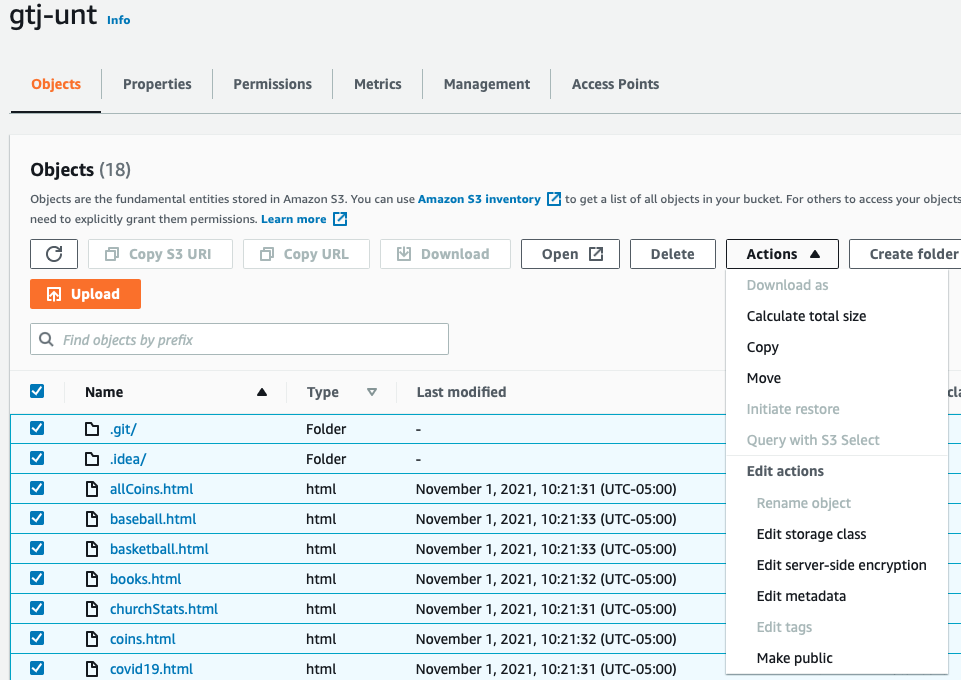 gtj-unt Info
Objects Properties Permissions Metrics Management Access Points
Objects (18)
Objects are the fundamental entities stored in Amazon S3. You can use Amazon S3 inventory to get a list of all objects in your bucket. For others to access your objects
need to explicitly grant them permissions. Learn more
Copy S3 URI Copy URL Download Open Delete Actions Create folder
Upload
Find objects by prefix
Name Type Last modified
.git/ Folder -
.idea/ Folder -
allCoins.html html November 1, 2021, 10:21:31 (UTC-05:00)
baseball.html html November 1, 2021, 10:21:33 (UTC-05:00)
basketball.html html November 1, 2021, 10:21:33 (UTC-05:00)
books.html html November 1, 2021, 10:21:32 (UTC-05:00)
churchStats.html html November 1, 2021, 10:21:31 (UTC-05:00)
coins.html html November 1, 2021, 10:21:32 (UTC-05:00)
covid19.html html November 1, 2021, 10:21:31 (UTC-05:00)
Download as
Calculate total size
Copy
Move
Initiate restore
Query with S3 Select
Edit actions
Rename object
Edit storage class
Edit server-side encryption
Edit metadata
Edit tags
Make public